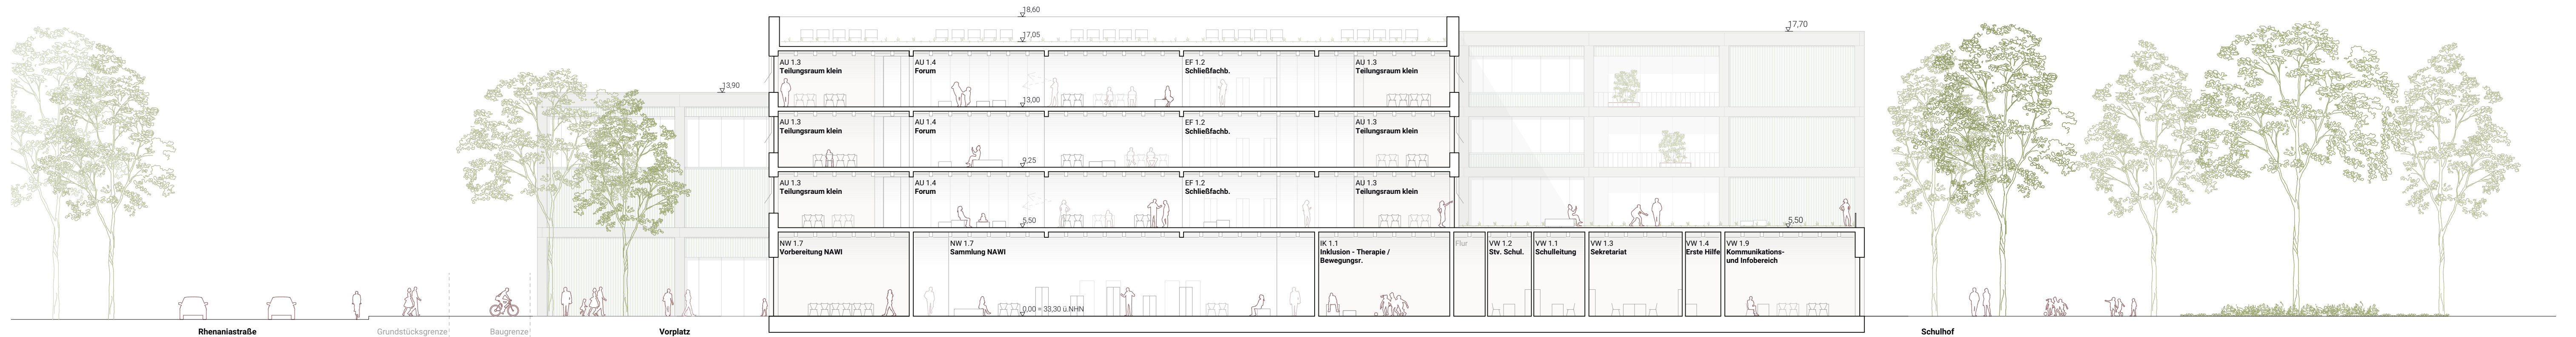 18,60
17,05
17,70
AU 1.3
Teilungsraum klein
AU 1.4
Forum
EF 1.2
Schließfachb.
AU 1.3
Teilungsraum klein
13,90
13,00
AU 1.3
Teilungsraum klein
AU 1.4
Forum
EF 1.2
Schließfachb.
AU 1.3
Teilungsraum klein
9,25
AU 1.3
Teilungsraum klein
AU 1.4
Forum
EF 1.2
Schließfachb.
AU 1.3
Teilungsraum klein
5,50
5,50
NW 1.7
Vorbereitung NAWI
NW 1.7
Sammlung NAWI
IK 1.1
Inklusion - Therapie /
Bewegungsr.
Flur
VW 1.2
Stv. Schul.
VW 1.1
Schulleitung
VW 1.3
Sekretariat
VW 1.4
Erste Hilfe
VW 1.9
Kommunikations-
und Infobereich
0,00 = 33,30 ü.NHN
Rhenaniastraße
Grundstücksgrenze
Baugrenze
Vorplatz
Schulhof